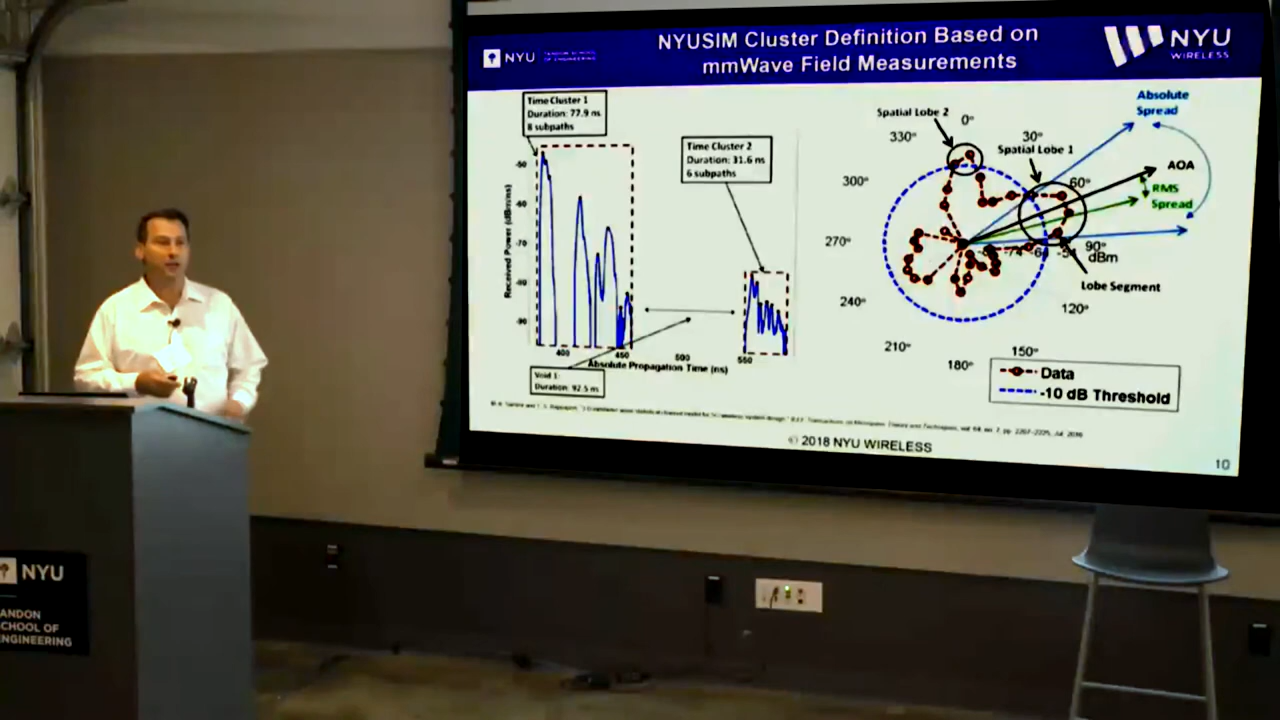 NYUSIM Cluster Definition Based on
mmWave Field Measurements
NYU
TANDON SCHOOL
OF ENGINEERING
NYU
WIRELESS
Time Cluster 1
Duration: 77.9 ns
8 subpaths
Time Cluster 2
Duration: 31.6 ns
6 subpaths
Received Power (dBm/ns)
-50
-60
-70
-80
-90
400
450
500
550
Absolute Propagation Time (ns)
Void 1:
Duration: 92.5 ns
Absolute
Spread
Spatial Lobe 2
0°
330°
30°
Spatial Lobe 1
AOA
60°
RMS
Spread
300°
270°
90°
dBm
Lobe Segment
240°
120°
210°
150°
180°
Data
-10 dB Threshold
© 2018 NYU WIRELESS
10
NYU
ANDON
CHOOL OF
NGINEERING